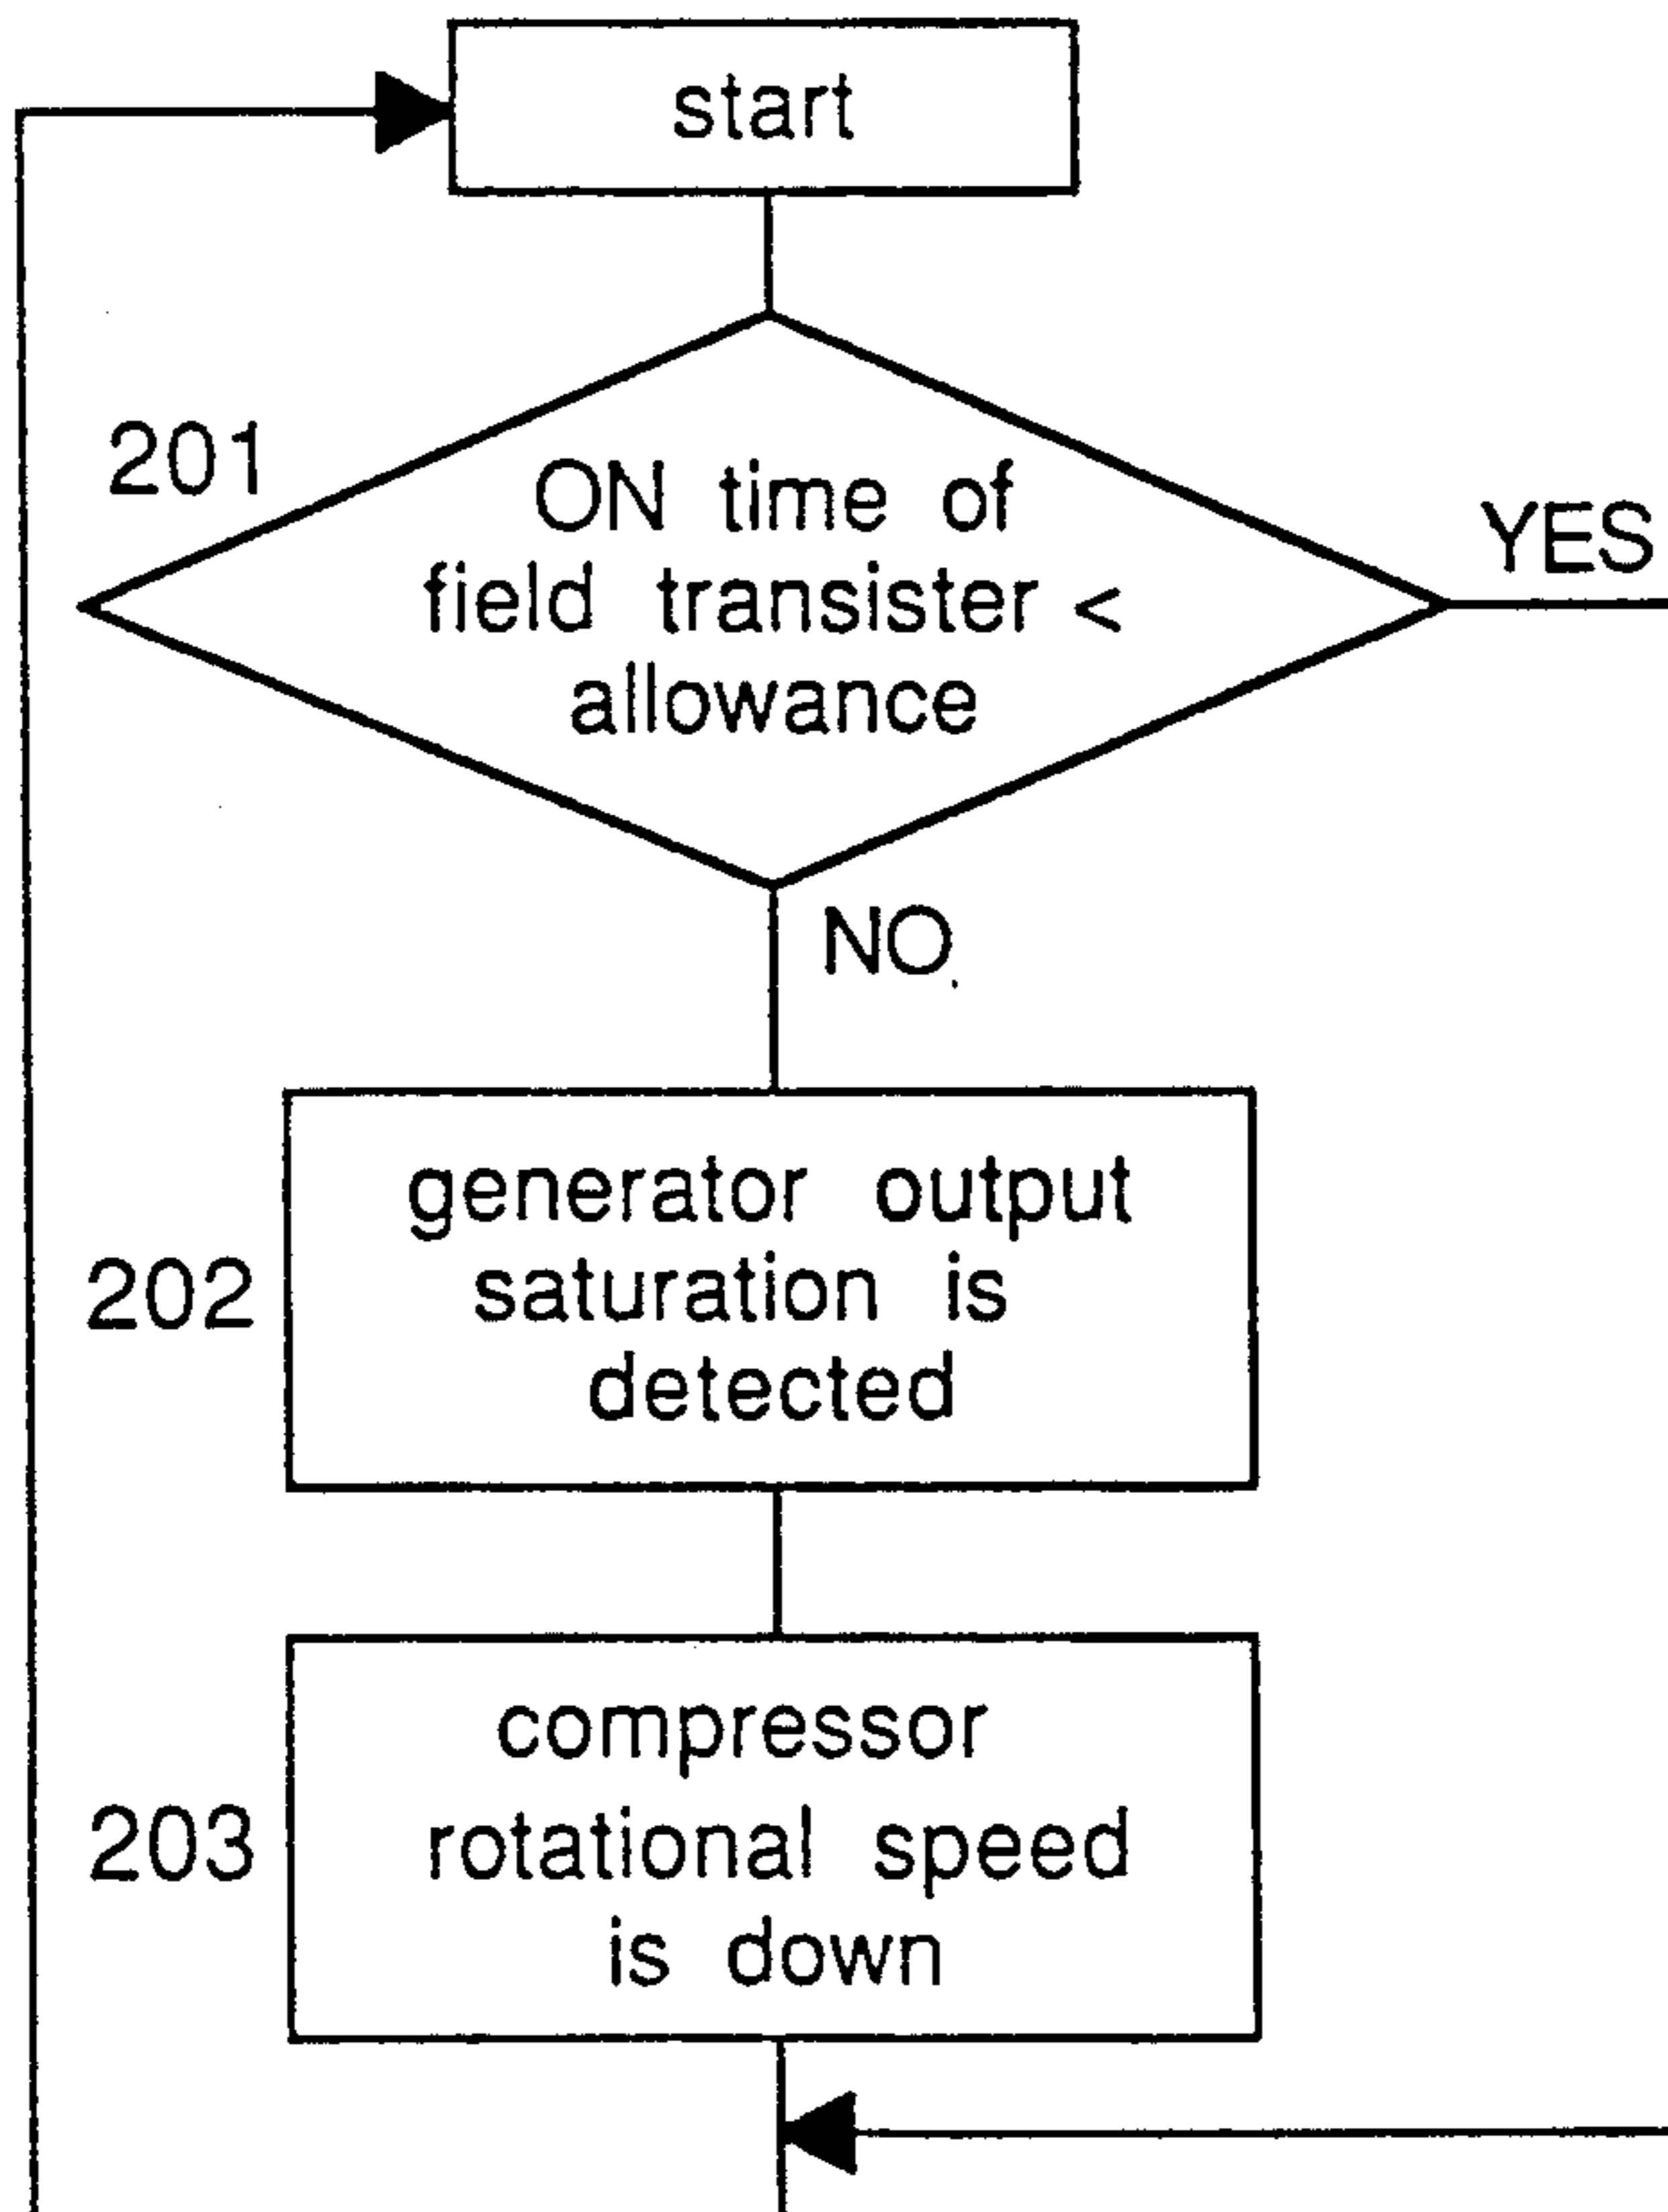 start
201
ON time of
field transister <
allowance
YES
NO
202
generator output
saturation is
detected
203
compressor
rotational speed
is down